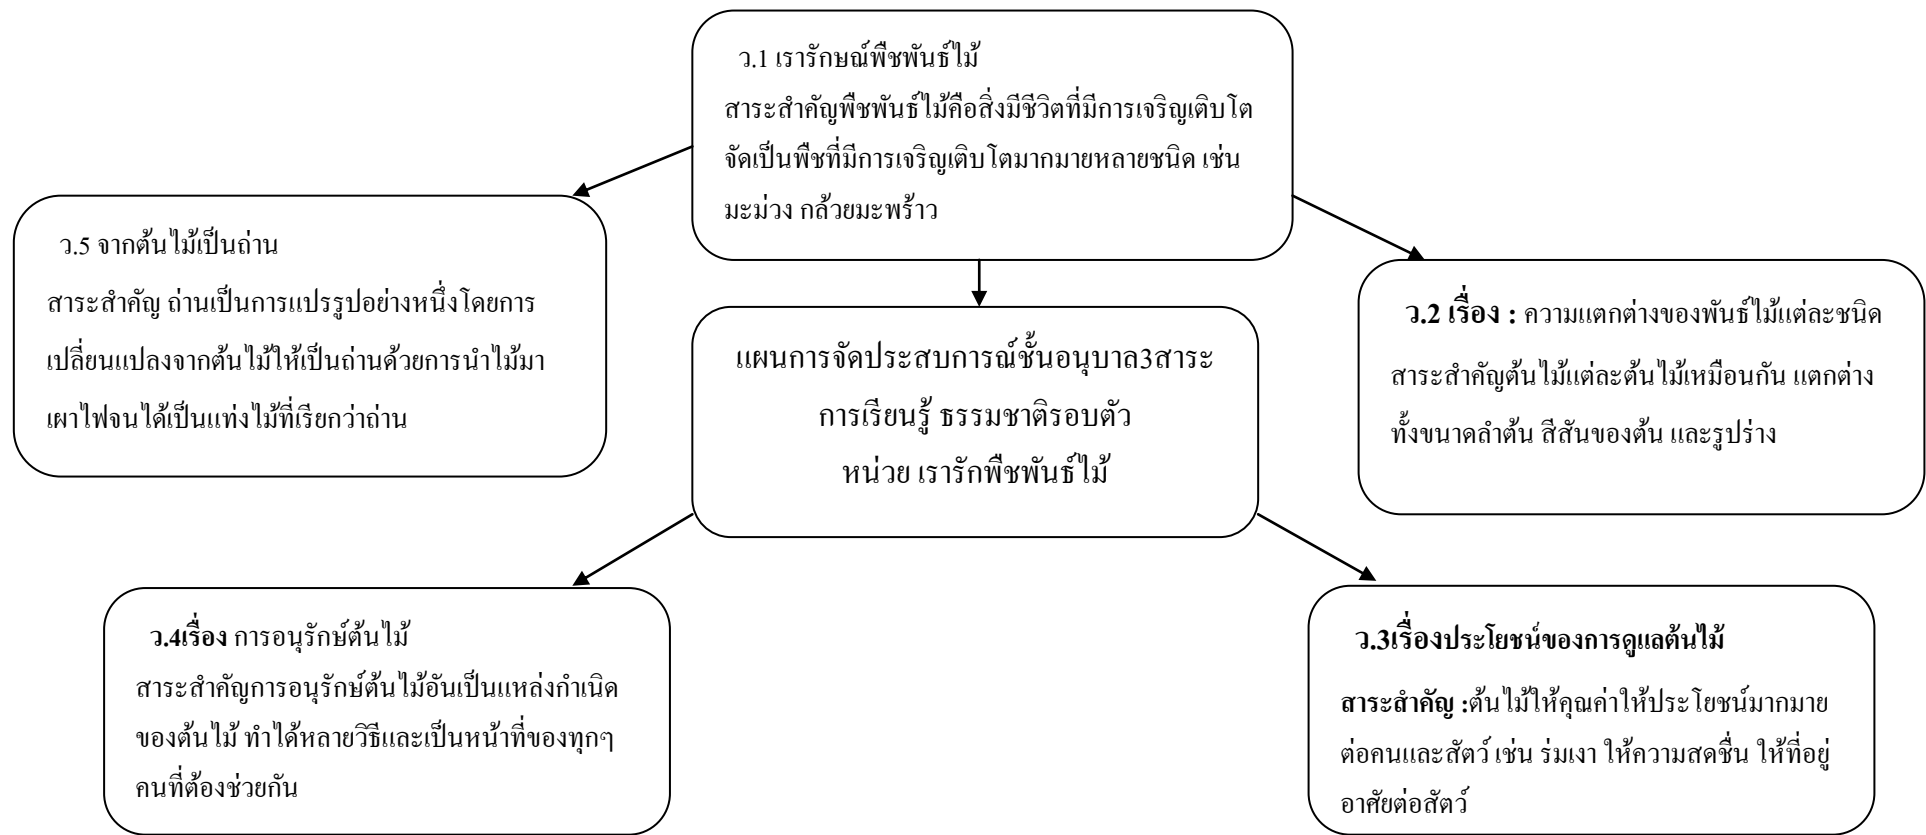 ว.1 เรารักษณ์พืชพันธ์ไม้
สาระสำคัญพืชพันธ์ไม้คือสิ่งมีชีวิตที่มีการเจริญเติบโต
จัดเป็นพืชที่มีการเจริญเติบโตมากมายหลายชนิด เช่น
มะม่วง กล้วยมะพร้าว
ว.5 จากต้นไม้เป็นถ่าน
สาระสำคัญ ถ่านเป็นการแปรรูปอย่างหนึ่งโดยการ
เปลี่ยนแปลงจากต้นไม้ให้เป็นถ่านด้วยการนำไม้มา
เผาไฟจนได้เป็นแท่งไม้ที่เรียกว่าถ่าน
แผนการจัดประสบการณ์ชั้นอนุบาล3สาระ
การเรียนรู้ ธรรมชาติรอบตัว
หน่วย เรารักพืชพันธ์ไม้
ว.2 เรื่อง : ความแตกต่างของพันธ์ไม้แต่ละชนิด
สาระสำคัญต้นไม้แต่ละต้นไม้เหมือนกัน แตกต่าง
ทั้งขนาดลำต้น สีสันของต้น และรูปร่าง
ว.4เรื่อง การอนุรักษ์ต้นไม้
สาระสำคัญการอนุรักษ์ต้นไม้อันเป็นแหล่งกำเนิด
ของต้นไม้ ทำได้หลายวิธีและเป็นหน้าที่ของทุกๆ
คนที่ต้องช่วยกัน
ว.3เรื่องประโยชน์ของการดูแลต้นไม้
สาระสำคัญ :ต้นไม้ให้คุณค่าให้ประโยชน์มากมาย
ต่อคนและสัตว์ เช่น ร่มเงา ให้ความสดชื่น ให้ที่อยู่
อาศัยต่อสัตว์